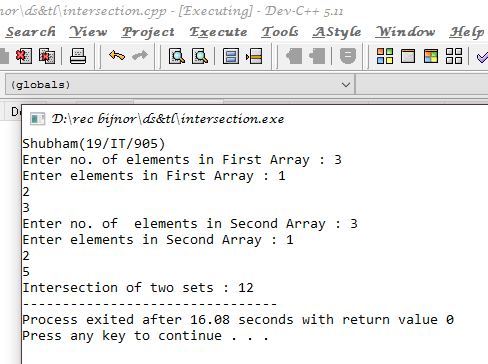 nor\ds&tl\intersection.cpp - [Executing] - Dev-C++ 5.11
Search View Project Execute Tools AStyle Window Help
(globals)
D:\rec bijnor\ds&tl\intersection.exe
Shubham(19/IT/905)
Enter no. of elements in First Array : 3
Enter elements in First Array : 1
2
3
Enter no. of  elements in Second Array : 3
Enter elements in Second Array : 1
2
5
Intersection of two sets : 12
--------------------------------
Process exited after 16.08 seconds with return value 0
Press any key to continue . . .